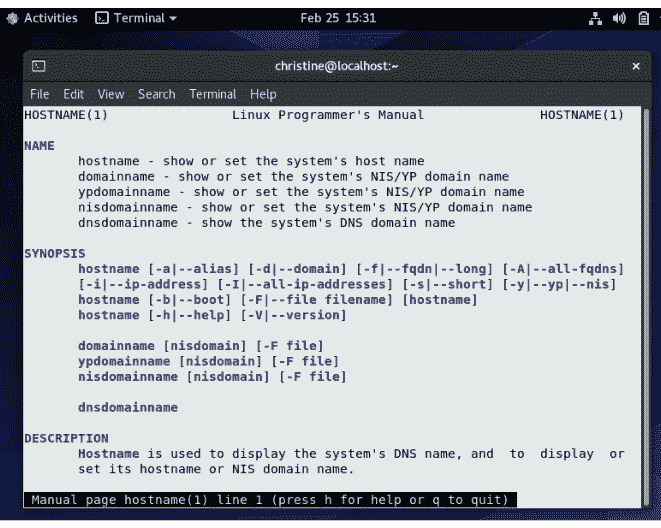 Activities Terminal Feb 25 15:31
christine@localhost:~
File Edit View Search Terminal Help
HOSTNAME(1) Linux Programmer's Manual HOSTNAME(1)
NAME
hostname - show or set the system's host name
domainname - show or set the system's NIS/YP domain name
ypdomainname - show or set the system's NIS/YP domain name
nisdomainname - show or set the system's NIS/YP domain name
dnsdomainname - show the system's DNS domain name
SYNOPSIS
hostname [-a|--alias] [-d|--domain] [-f|--fqdn|--long] [-A|--all-fqdns]
[-i|--ip-address] [-I|--all-ip-addresses] [-s|--short] [-y|--yp|--nis]
hostname [-b|--boot] [-F|--file filename] [hostname]
hostname [-h|--help] [-V|--version]
domainname [nisdomain] [-F file]
ypdomainname [nisdomain] [-F file]
nisdomainname [nisdomain] [-F file]
dnsdomainname
DESCRIPTION
Hostname is used to display the system's DNS name, and to display or
set its hostname or NIS domain name.
Manual page hostname(1) line 1 (press h for help or q to quit)